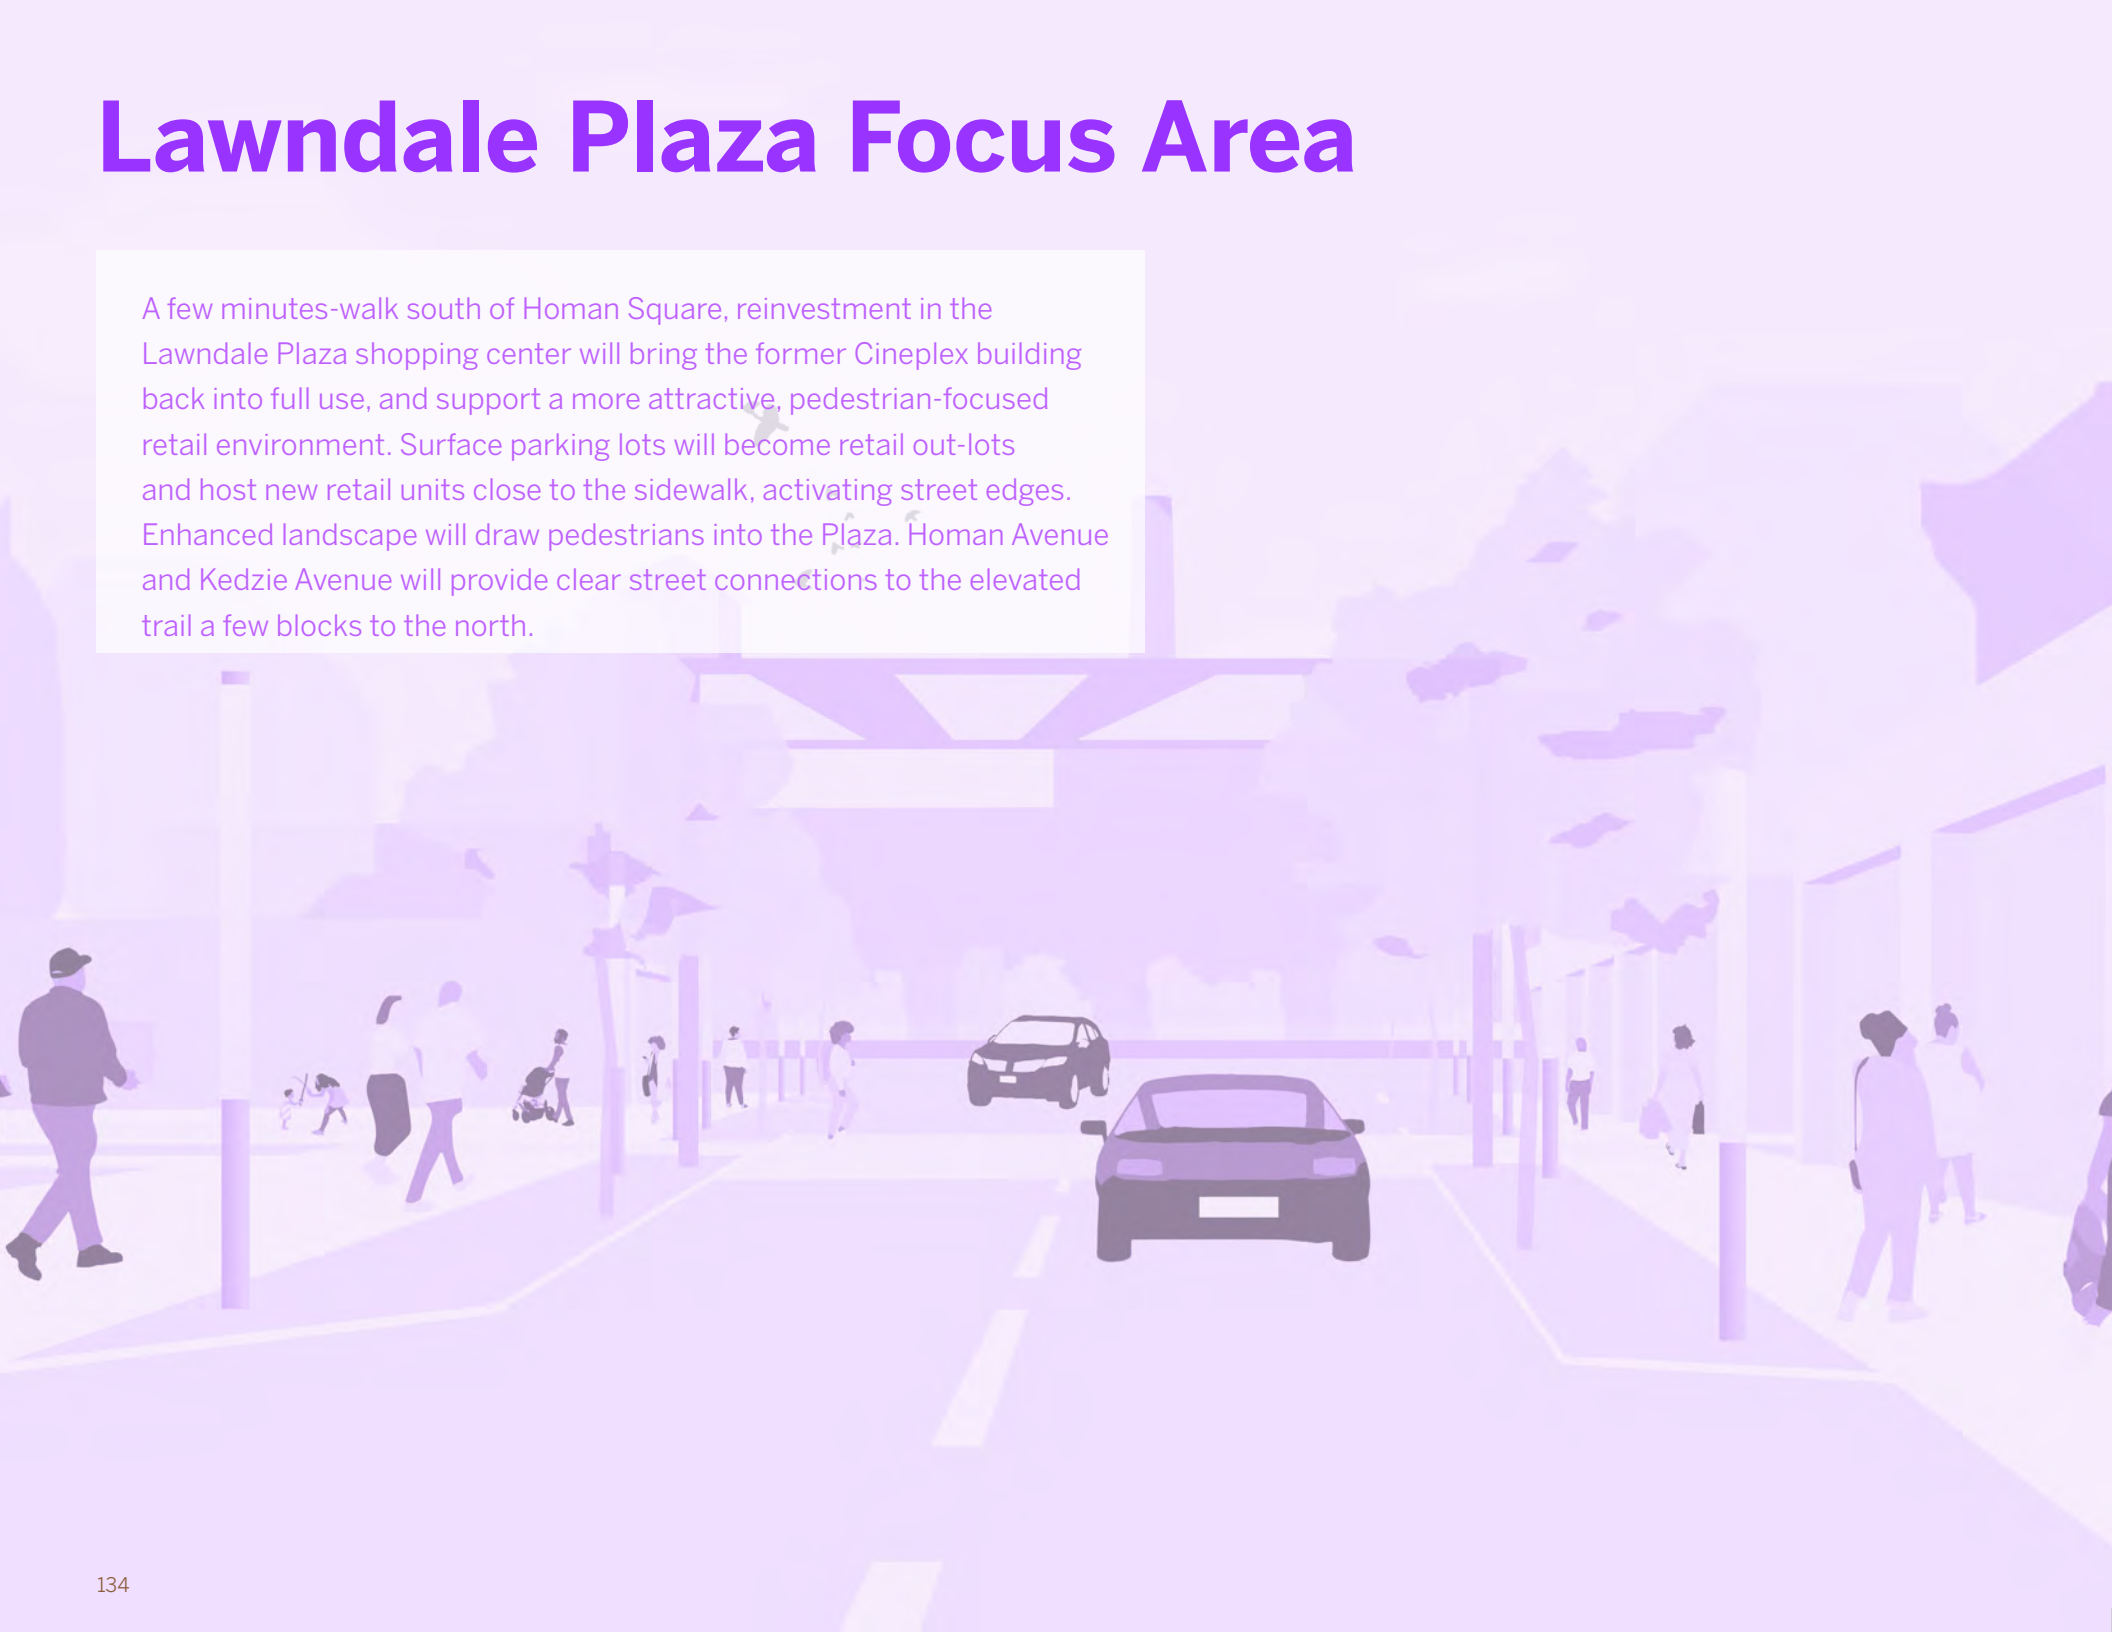 Lawndale Plaza Focus Area
A few minutes-walk south of Homan Square, reinvestment in the
Lawndale Plaza shopping center will bring the former Cineplex building
back into full use, and support a more attractive, pedestrian-focused
retail environment. Surface parking lots will become retail out-lots
and host new retail units close to the sidewalk, activating street edges.
Enhanced landscape will draw pedestrians into the Plaza. Homan Avenue
and Kedzie Avenue will provide clear street connections to the elevated
trail a few blocks to the north.
134